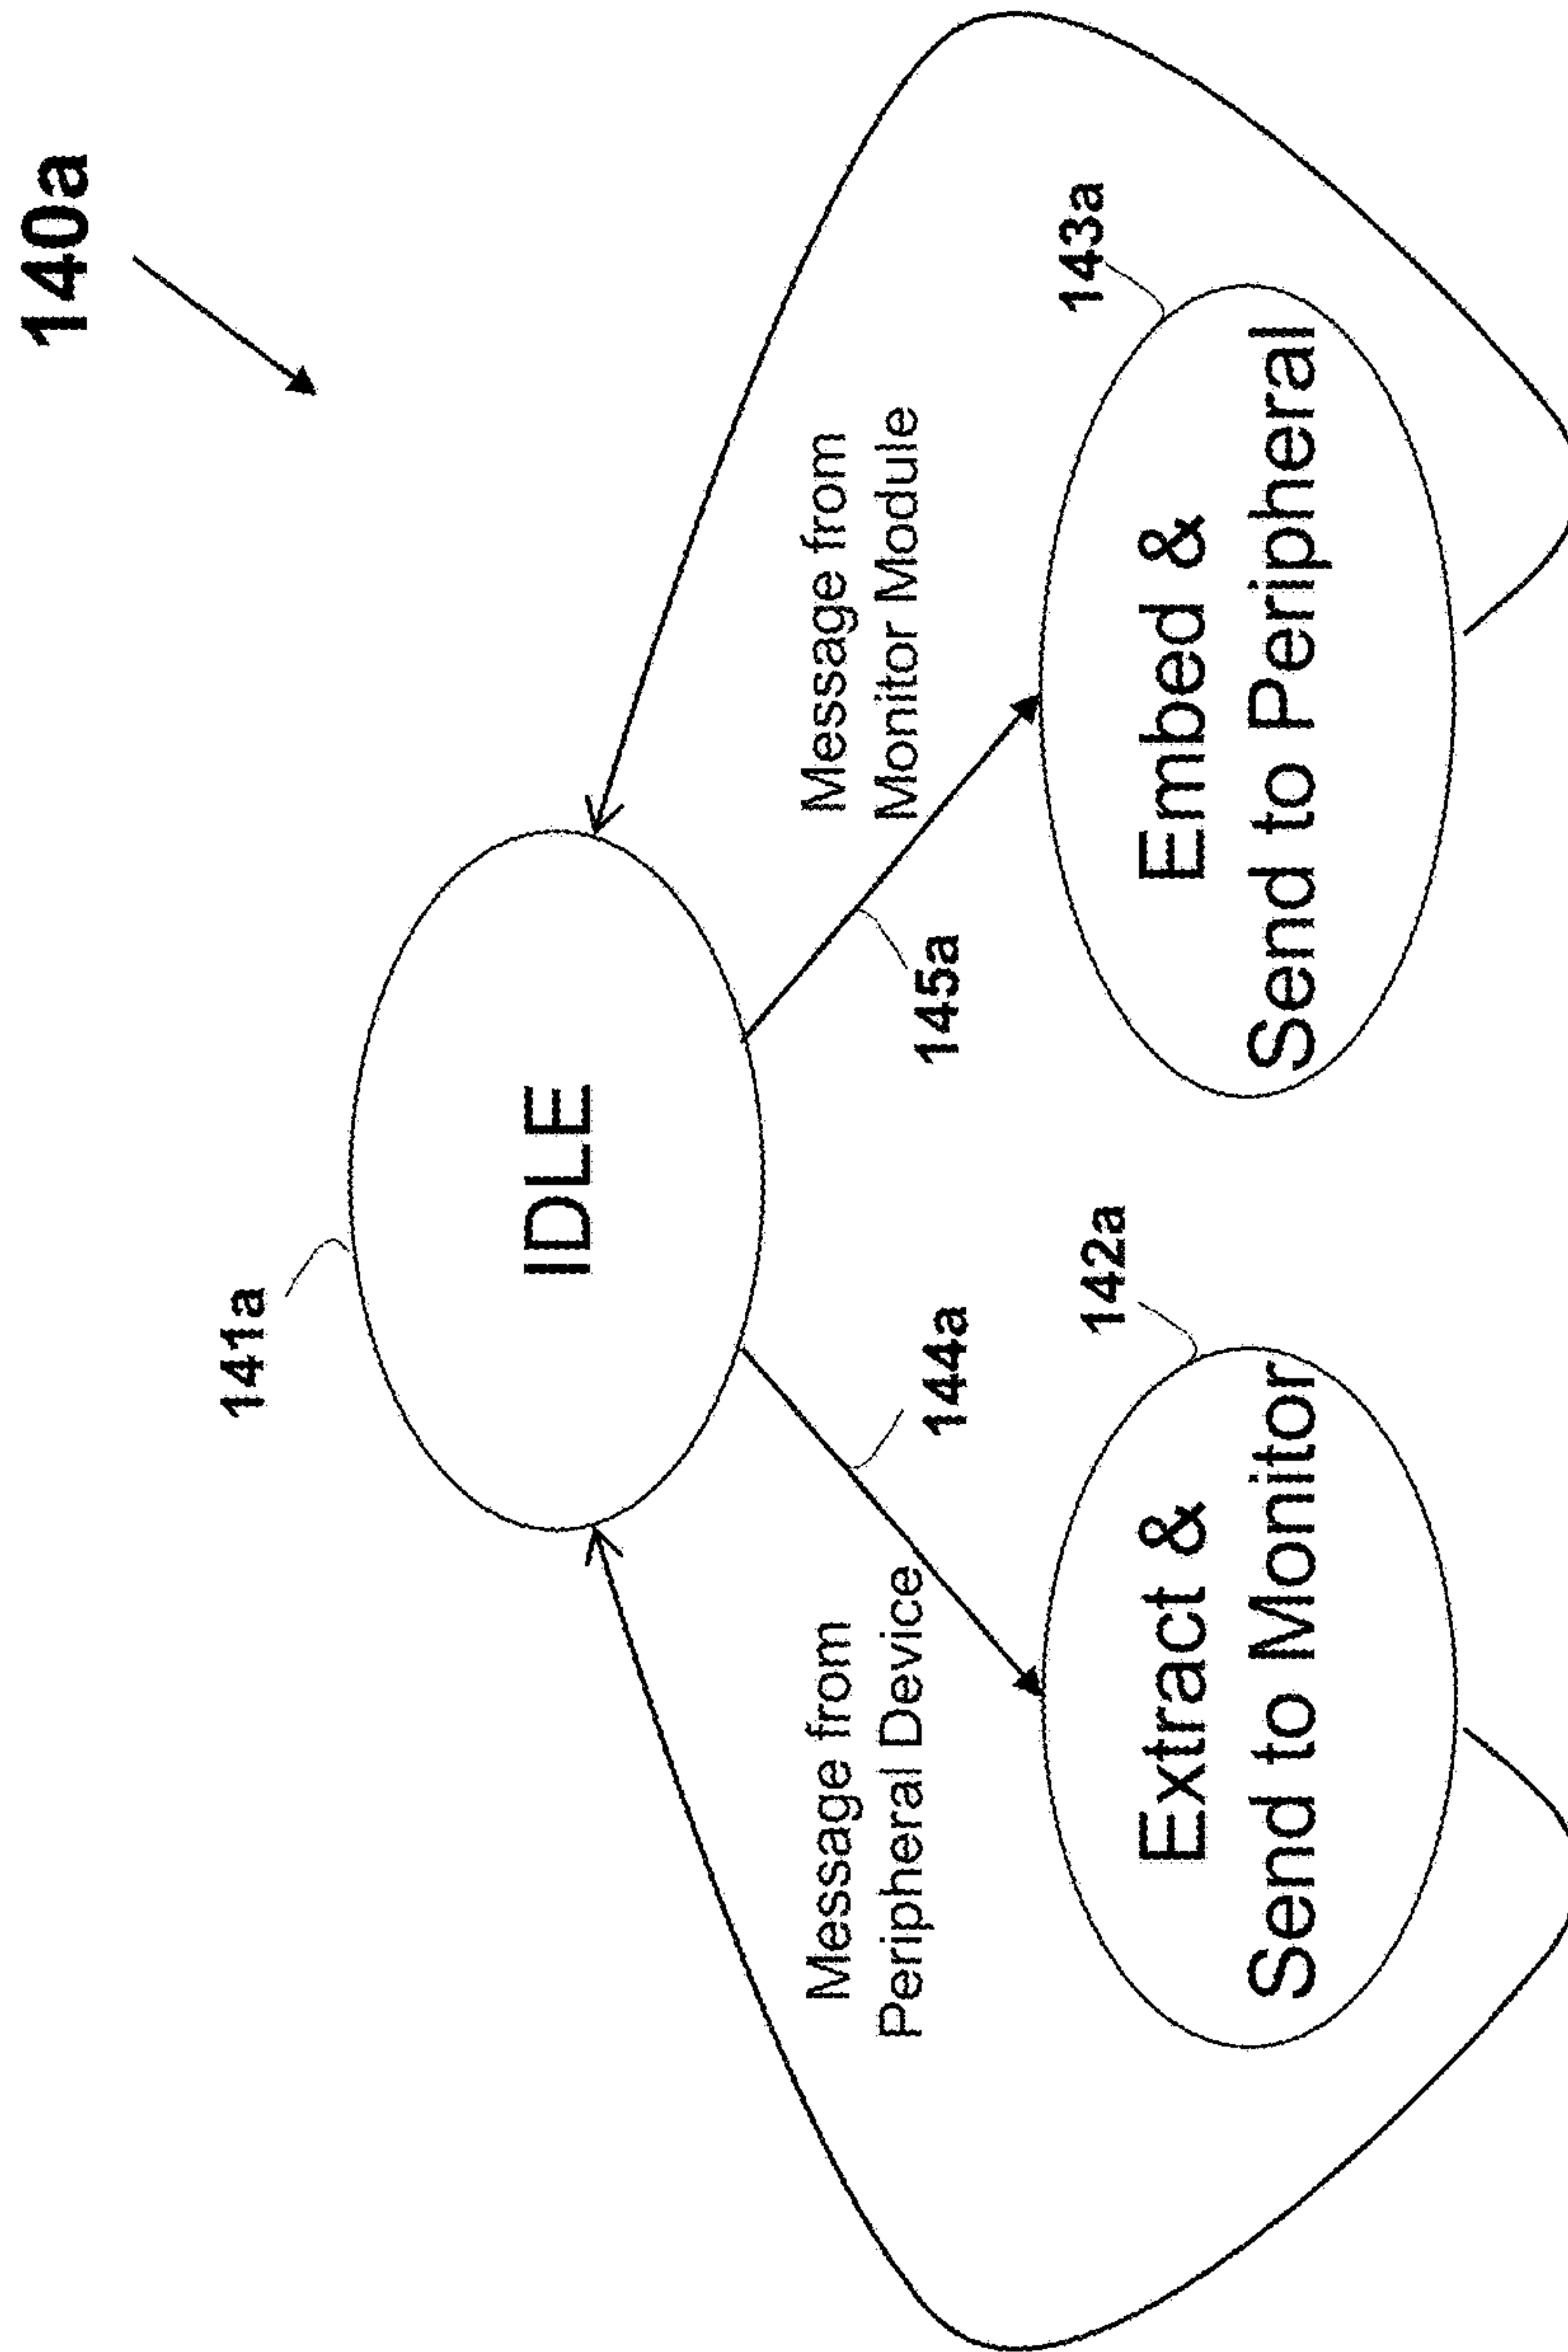 140a
141a
IDLE
Message from
Peripheral Device
144a
145a
Message from
Monitor Module
142a
143a
Extract &
Send to Monitor
Embed &
Send to Peripheral